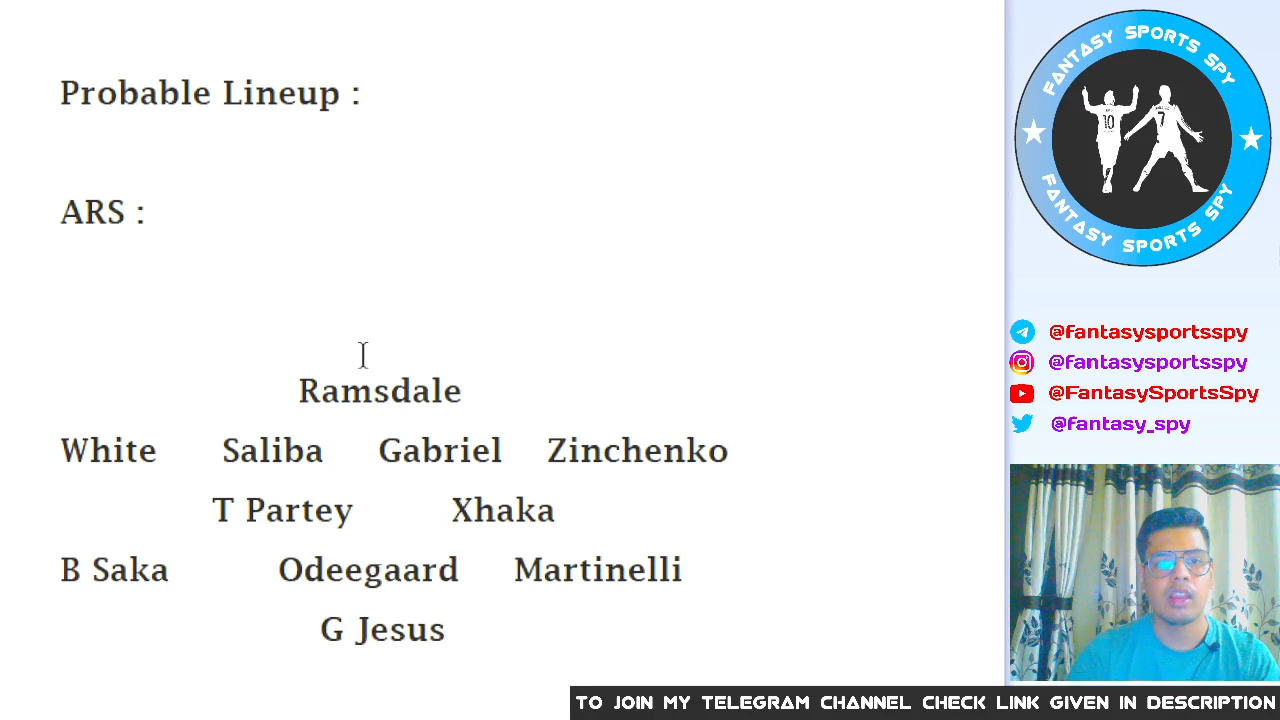 Probable Lineup :
ARS :
Ramsdale
White Saliba Gabriel Zinchenko
T Partey Xhaka
B Saka Odeegaard Martinelli
G Jesus
FANTASY SPORTS SPY
10
7
FANTASY SPORTS SPY
@fantasysportsspy
@fantasysportsspy
@FantasySportsSpy
@fantasy_spy
TO JOIN MY TELEGRAM CHANNEL CHECK LINK GIVEN IN DESCRIPTION